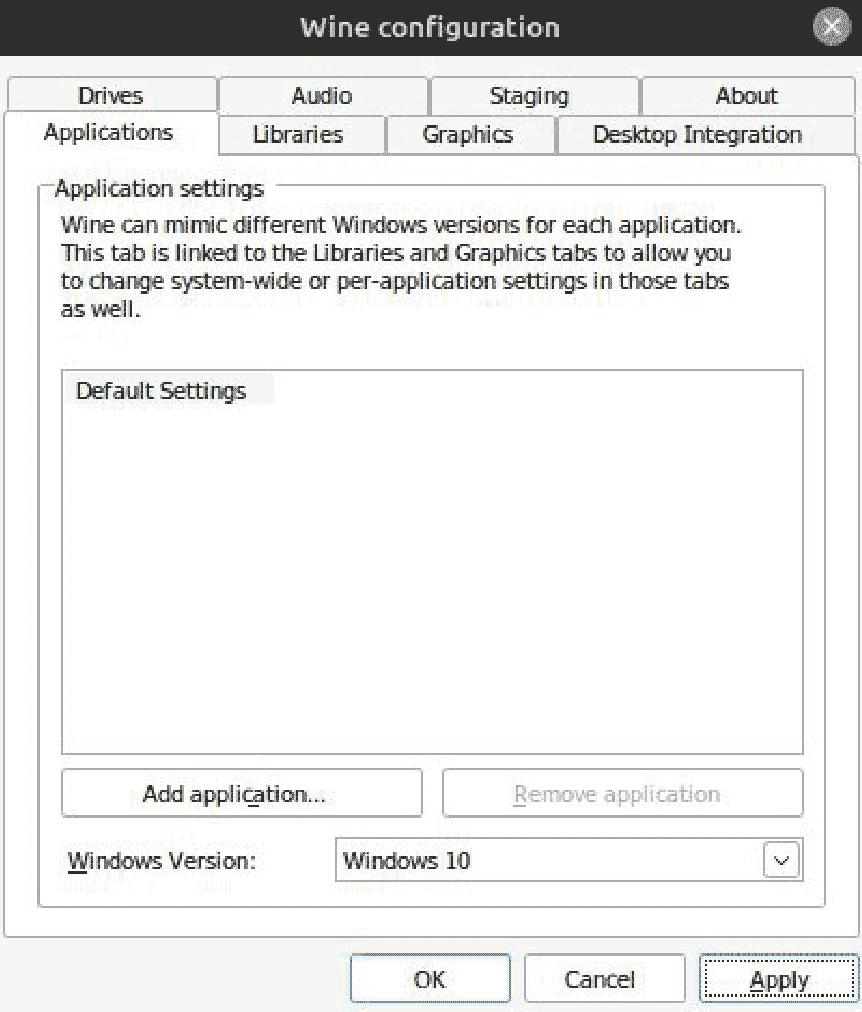 Wine configuration
Drives Audio Staging About
Applications Libraries Graphics Desktop Integration
Application settings
Wine can mimic different Windows versions for each application.
This tab is linked to the Libraries and Graphics tabs to allow you
to change system-wide or per-application settings in those tabs
as well.
Default Settings
Add application... Remove application
Windows Version: Windows 10
OK Cancel Apply